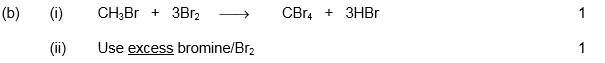 (b) (i) CH₃Br + 3Br₂ ⟶ CBr₄ + 3HBr 1
(ii) Use excess bromine/Br₂ 1